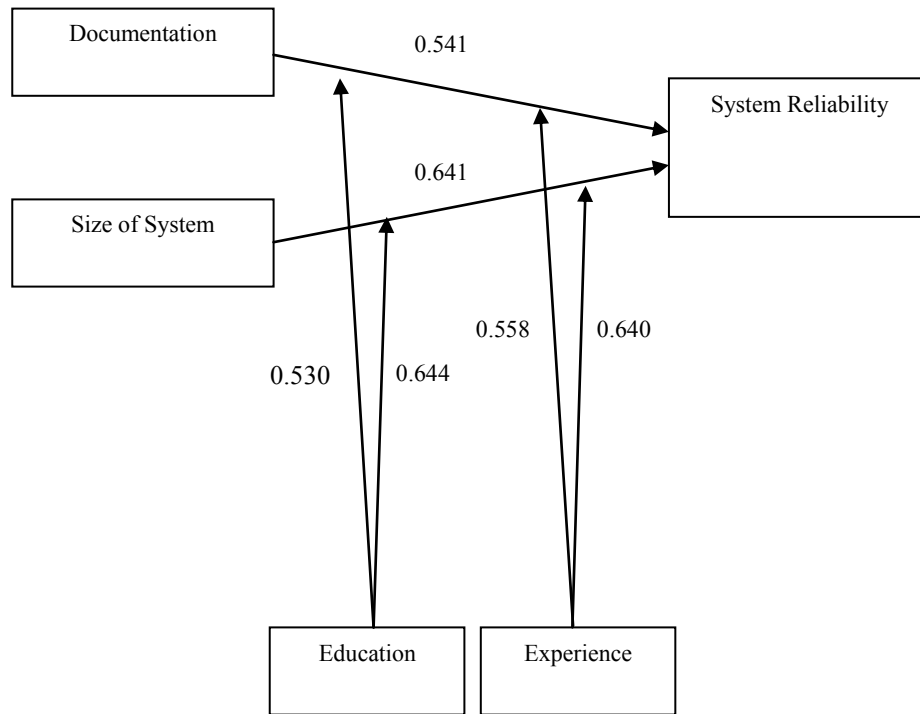 Documentation
0.541
System Reliability
0.641
Size of System
0.558
0.640
0.530
0.644
Education
Experience